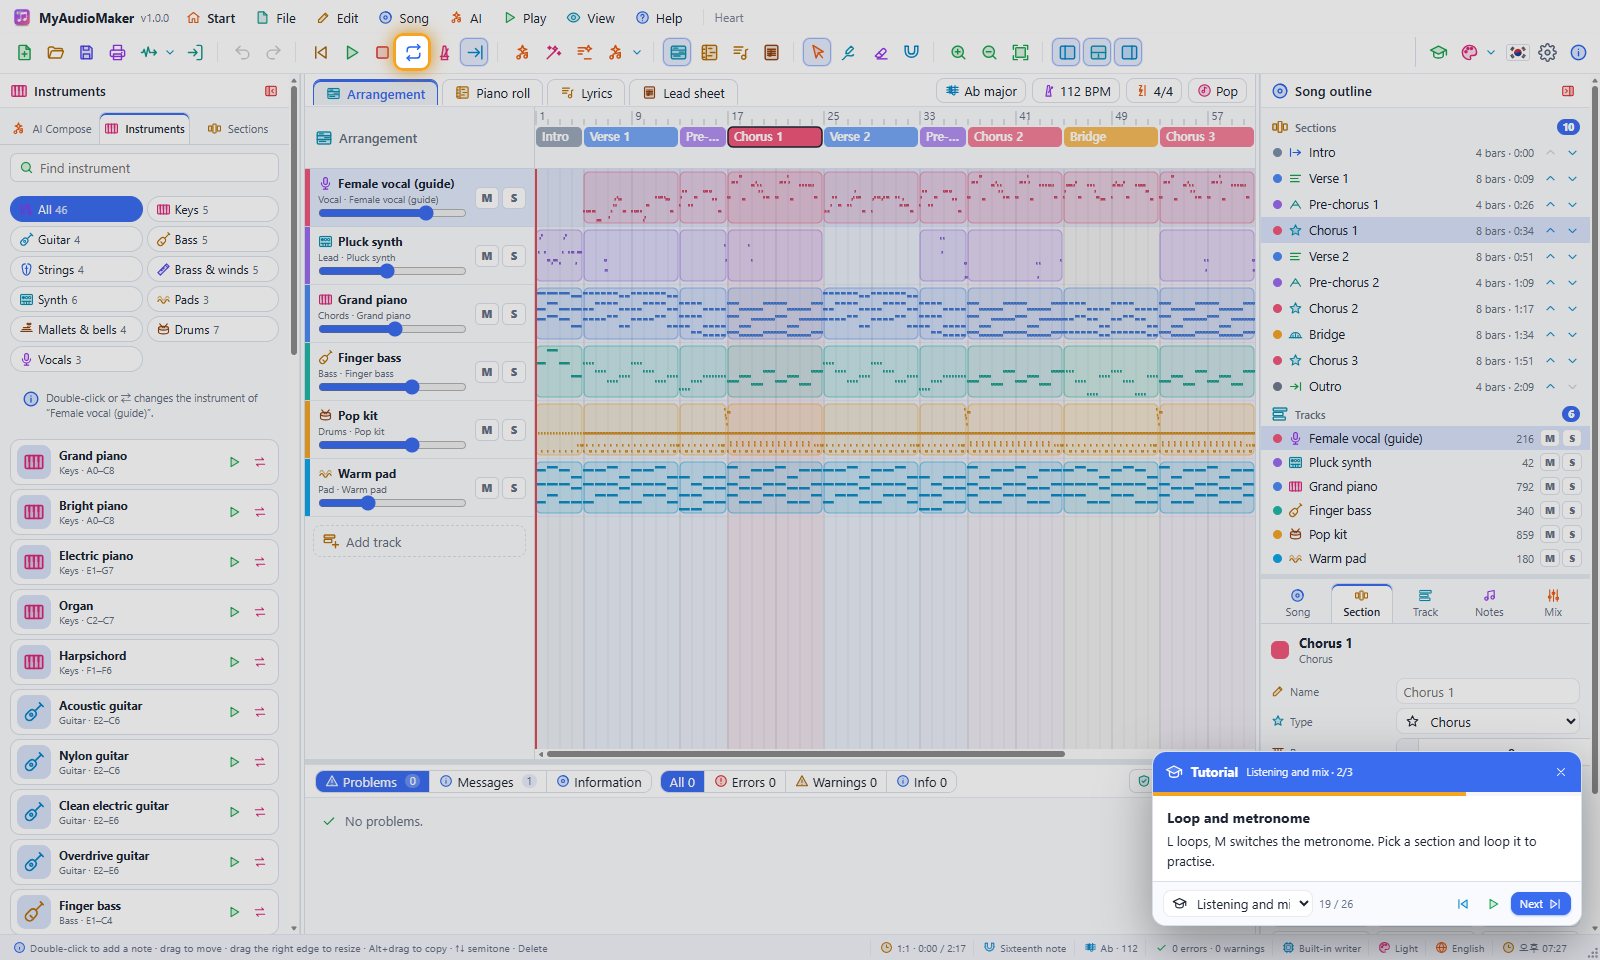 MyAudioMaker v1.0.0 Start File Edit Song AI Play View Help Heart
Instruments
AI Compose Instruments Sections
Find instrument
All 46 Keys 5
Guitar 4 Bass 5
Strings 4 Brass & winds 5
Synth 6 Pads 3
Mallets & bells 4 Drums 7
Vocals 3
Double-click or ⇄ changes the instrument of
"Female vocal (guide)".
Grand piano
Keys · A0–C8
Bright piano
Keys · A0–C8
Electric piano
Keys · E1–G7
Organ
Keys · C2–C7
Harpsichord
Keys · F1–F6
Acoustic guitar
Guitar · E2–C6
Nylon guitar
Guitar · E2–C6
Clean electric guitar
Guitar · E2–E6
Overdrive guitar
Guitar · E2–E6
Finger bass
Bass · E1–C4
Arrangement Piano roll Lyrics Lead sheet Ab major 112 BPM 4/4 Pop
1 9 17 25 33 41 49 57
Arrangement
Intro Verse 1 Pre-... Chorus 1 Verse 2 Pre-... Chorus 2 Bridge Chorus 3
Female vocal (guide)
Vocal · Female vocal (guide)
M S
Pluck synth
Lead · Pluck synth
M S
Grand piano
Chords · Grand piano
M S
Finger bass
Bass · Finger bass
M S
Pop kit
Drums · Pop kit
M S
Warm pad
Pad · Warm pad
M S
Add track
Problems 0 Messages 1 Information All 0 Errors 0 Warnings 0 Info 0
No problems.
Song outline
Sections 10
Intro 4 bars · 0:00
Verse 1 8 bars · 0:09
Pre-chorus 1 4 bars · 0:26
Chorus 1 8 bars · 0:34
Verse 2 8 bars · 0:51
Pre-chorus 2 4 bars · 1:09
Chorus 2 8 bars · 1:17
Bridge 8 bars · 1:34
Chorus 3 8 bars · 1:51
Outro 4 bars · 2:09
Tracks 6
Female vocal (guide) 216 M S
Pluck synth 42 M S
Grand piano 792 M S
Finger bass 340 M S
Pop kit 859 M S
Warm pad 180 M S
Song Section Track Notes Mix
Chorus 1
Chorus
Name Chorus 1
Type Chorus
Tutorial Listening and mix · 2/3
Loop and metronome
L loops, M switches the metronome. Pick a section and loop it to
practise.
Listening and mi 19 / 26 Next
Double-click to add a note · drag to move · drag the right edge to resize · Alt+drag to copy · ↑↓ semitone · Delete
1:1 · 0:00 / 2:17 Sixteenth note Ab · 112 0 errors · 0 warnings Built-in writer Light English 오후 07:27